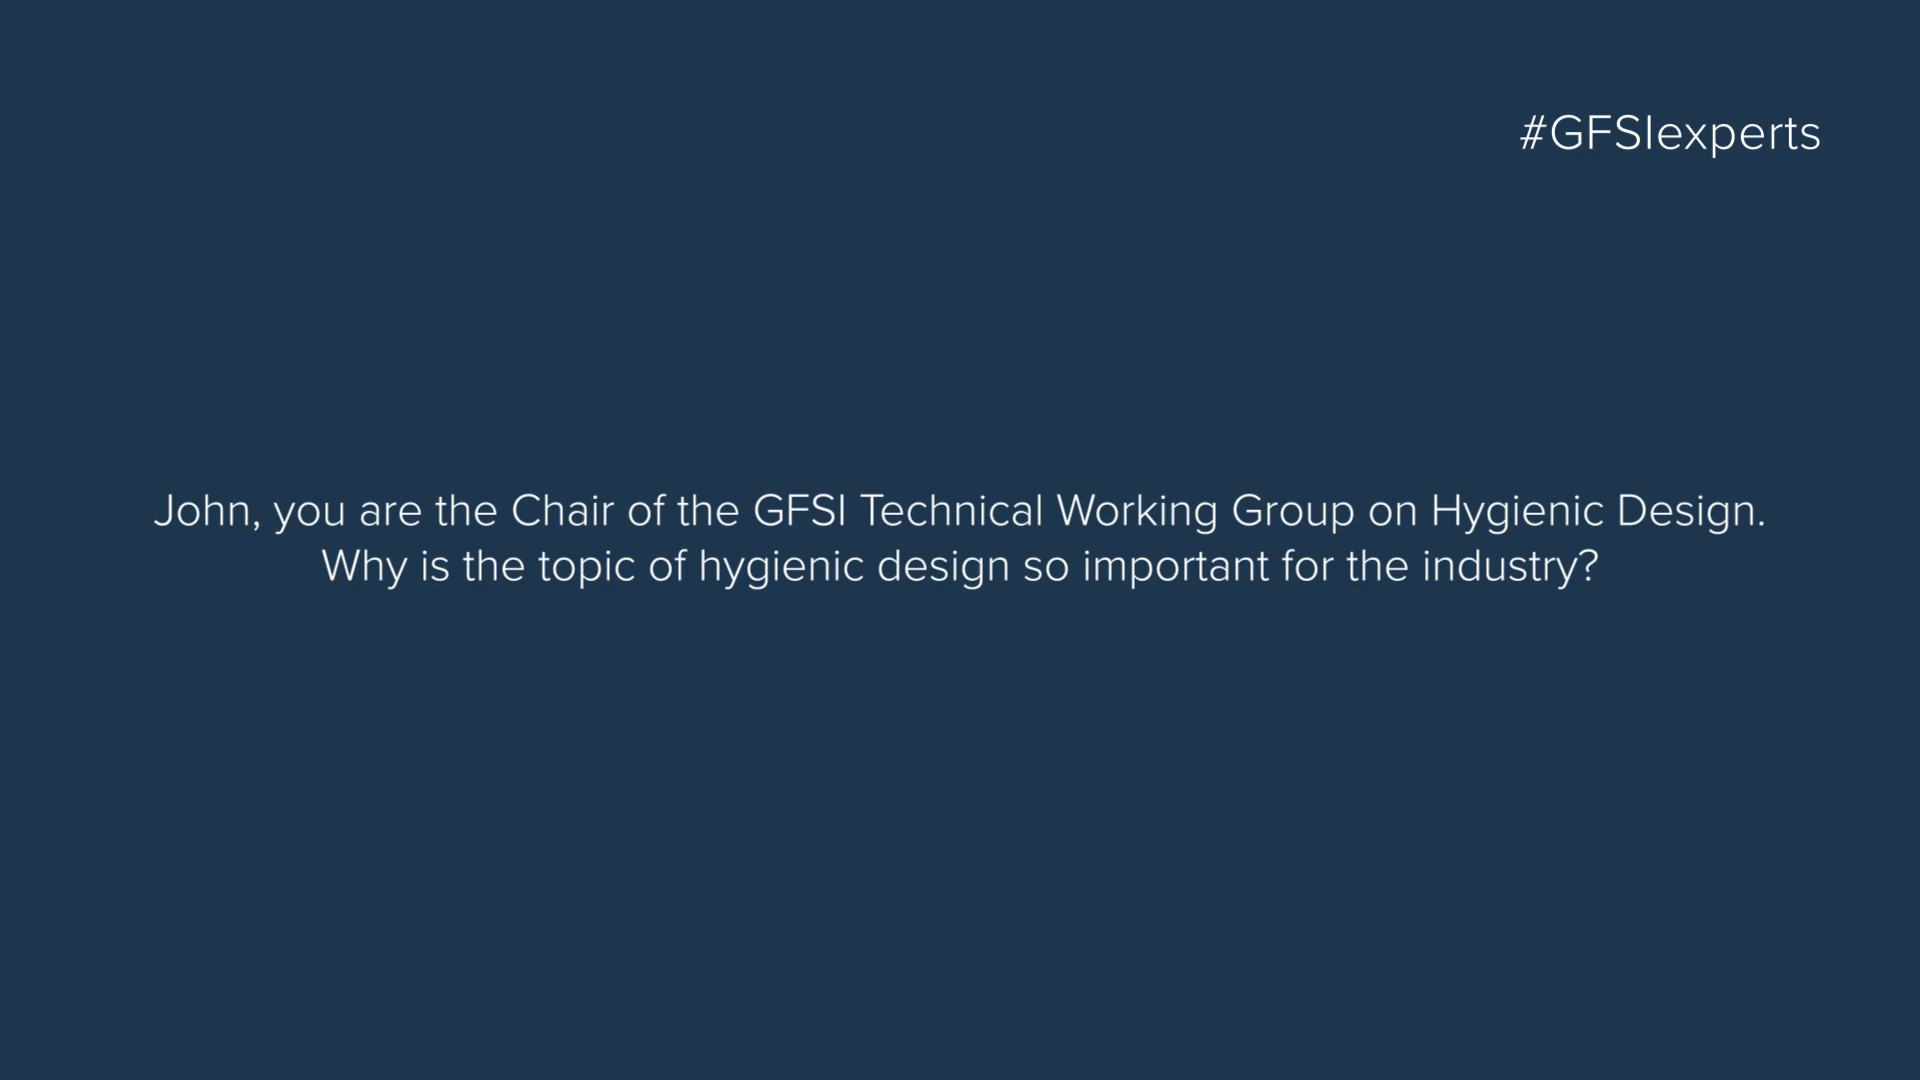 #GFSIexperts
John, you are the Chair of the GFSI Technical Working Group on Hygienic Design.
Why is the topic of hygienic design so important for the industry?